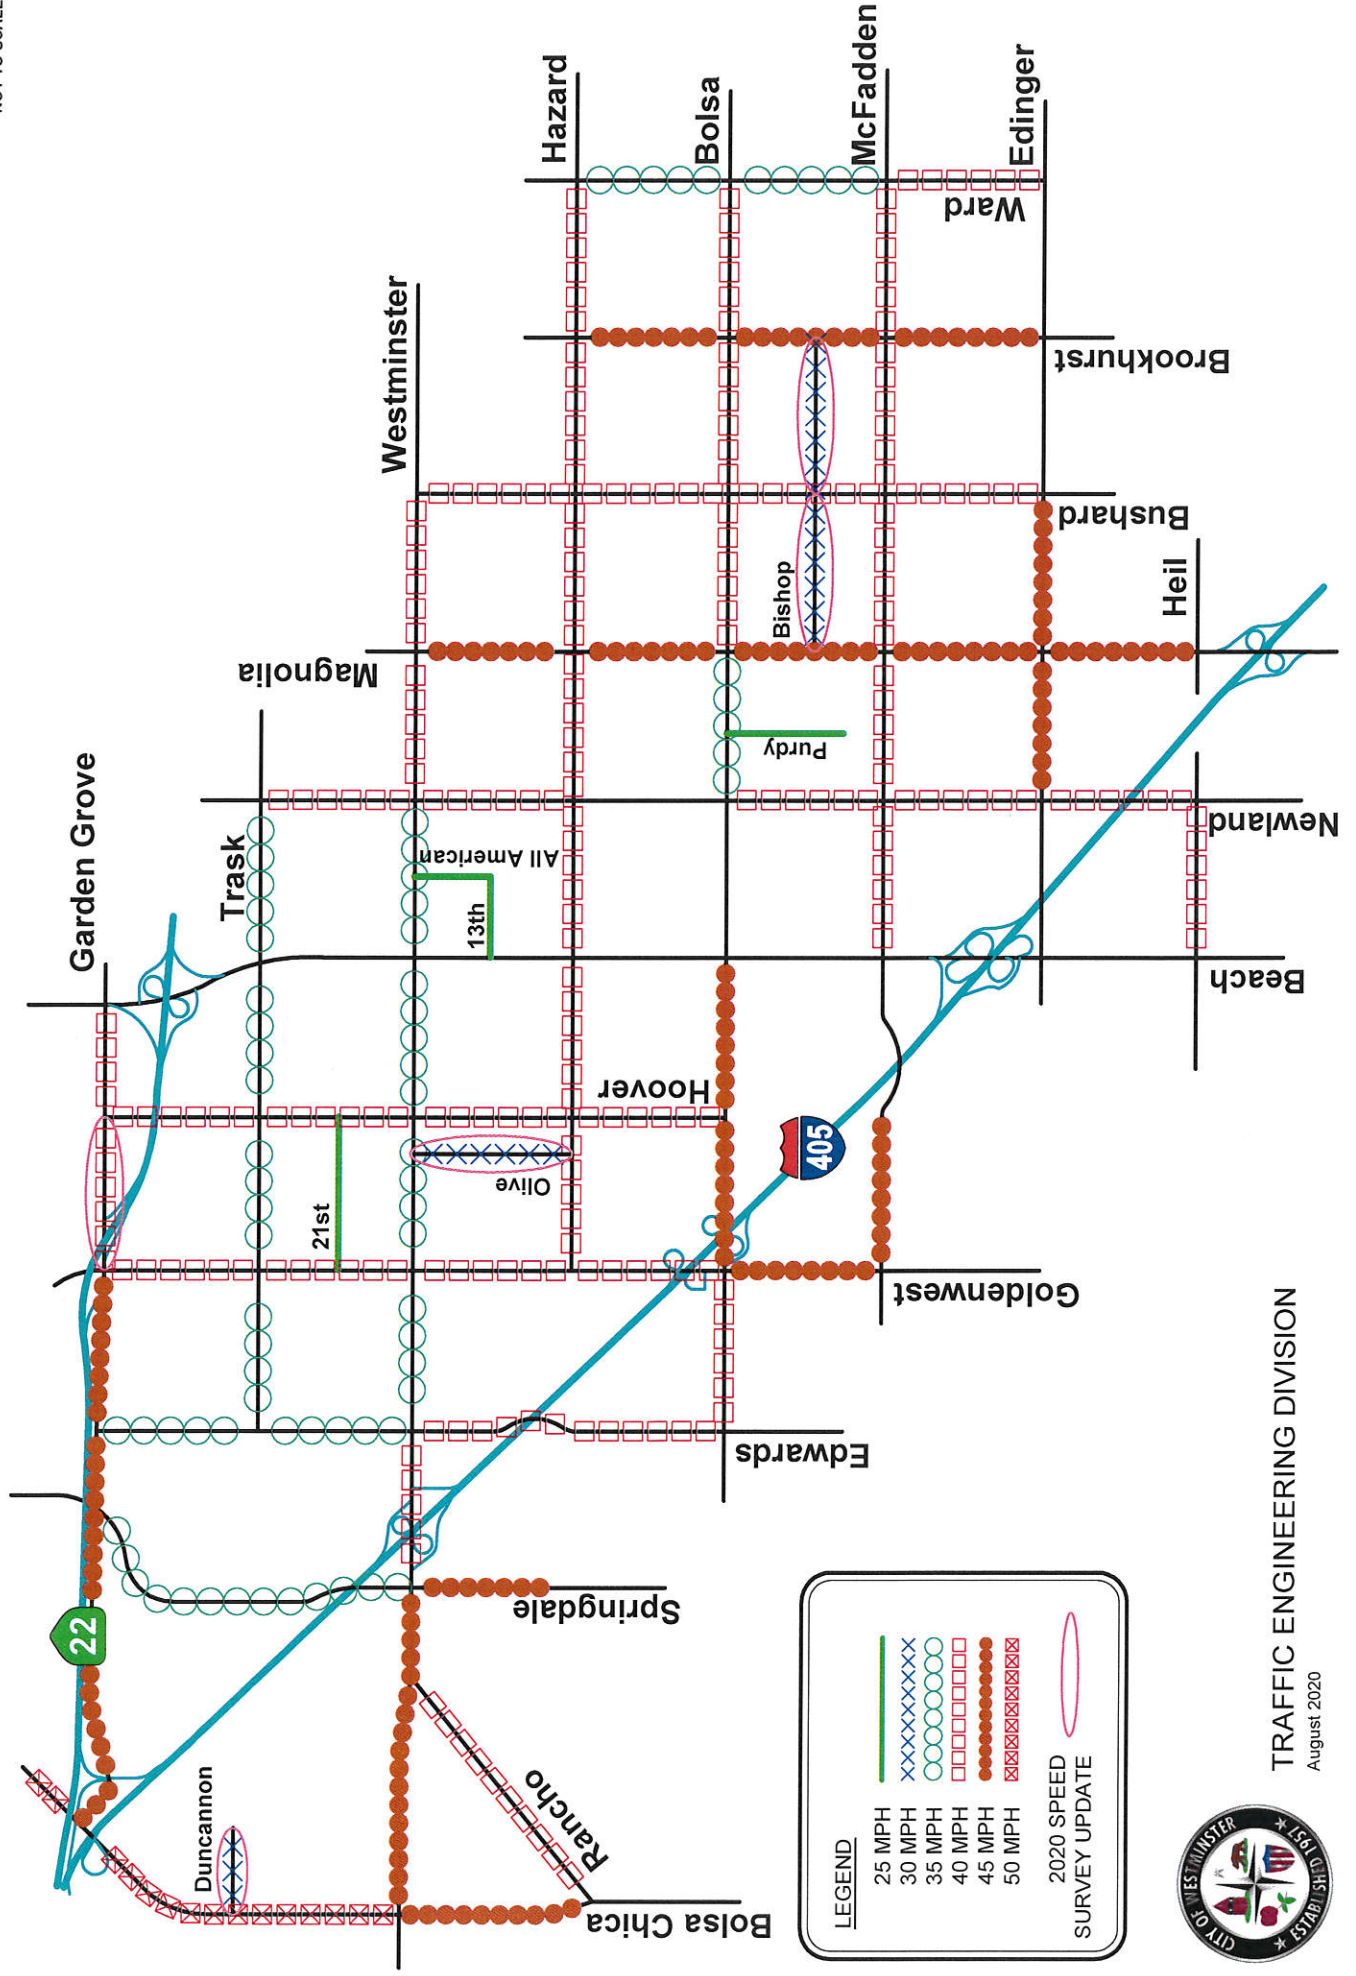 Garden Grove
Trask
Westminster
Hazard
Bolsa
McFadden
Edinger
Heil
Ward
Brookhurst
Bushard
Magnolia
Newland
Beach
Hoover
Goldenwest
Edwards
Springdale
Rancho
Bolsa Chica
Bishop
Purdy
All American
13th
Olive
21st
Duncannon
22
405
LEGEND
25 MPH
30 MPH
35 MPH
40 MPH
45 MPH
50 MPH
2020 SPEED
SURVEY UPDATE
TRAFFIC ENGINEERING DIVISION
August 2020
CITY OF WESTMINSTER
ESTABLISHED 1957